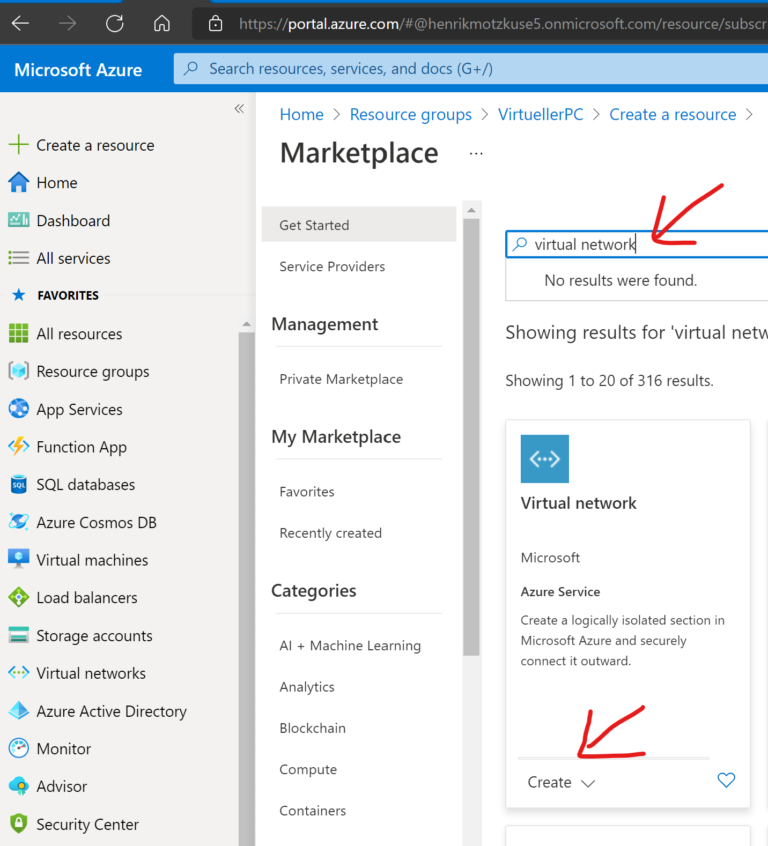 https://portal.azure.com/#@henrikmotzkuse5.onmicrosoft.com/resource/subscr
Microsoft Azure
Search resources, services, and docs (G+/)
Create a resource
Home
Dashboard
All services
FAVORITES
All resources
Resource groups
App Services
Function App
SQL databases
Azure Cosmos DB
Virtual machines
Load balancers
Storage accounts
Virtual networks
Azure Active Directory
Monitor
Advisor
Security Center
Home > Resource groups > VirtuellerPC > Create a resource >
Marketplace ...
Get Started
Service Providers
Management
Private Marketplace
My Marketplace
Favorites
Recently created
Categories
AI + Machine Learning
Analytics
Blockchain
Compute
Containers
virtual network
No results were found.
Showing results for 'virtual netw
Showing 1 to 20 of 316 results.
Virtual network
Microsoft
Azure Service
Create a logically isolated section in
Microsoft Azure and securely
connect it outward.
Create